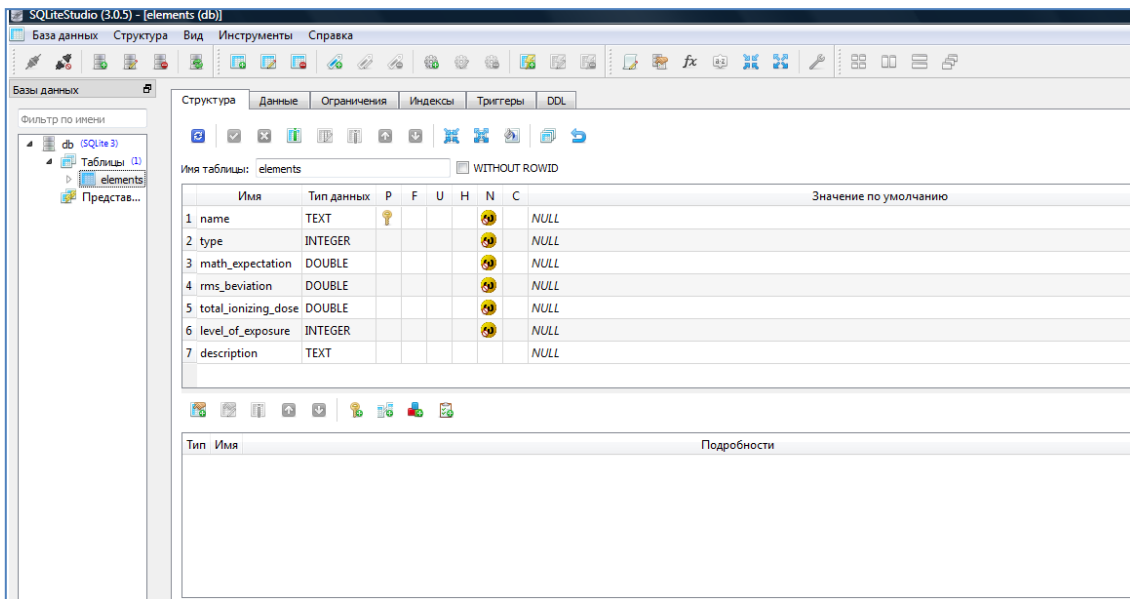 SQLiteStudio (3.0.5) - [elements (db)]
База данных Структура Вид Инструменты Справка
Базы данных
Фильтр по имени
db (SQLite 3)
Таблицы (1)
elements
Представ...
Структура Данные Ограничения Индексы Триггеры DDL
Имя таблицы: elements WITHOUT ROWID
Имя Тип данных P F U H N C Значение по умолчанию
1 name TEXT NULL
2 type INTEGER NULL
3 math_expectation DOUBLE NULL
4 rms_beviation DOUBLE NULL
5 total_ionizing_dose DOUBLE NULL
6 level_of_exposure INTEGER NULL
7 description TEXT NULL
Тип Имя Подробности